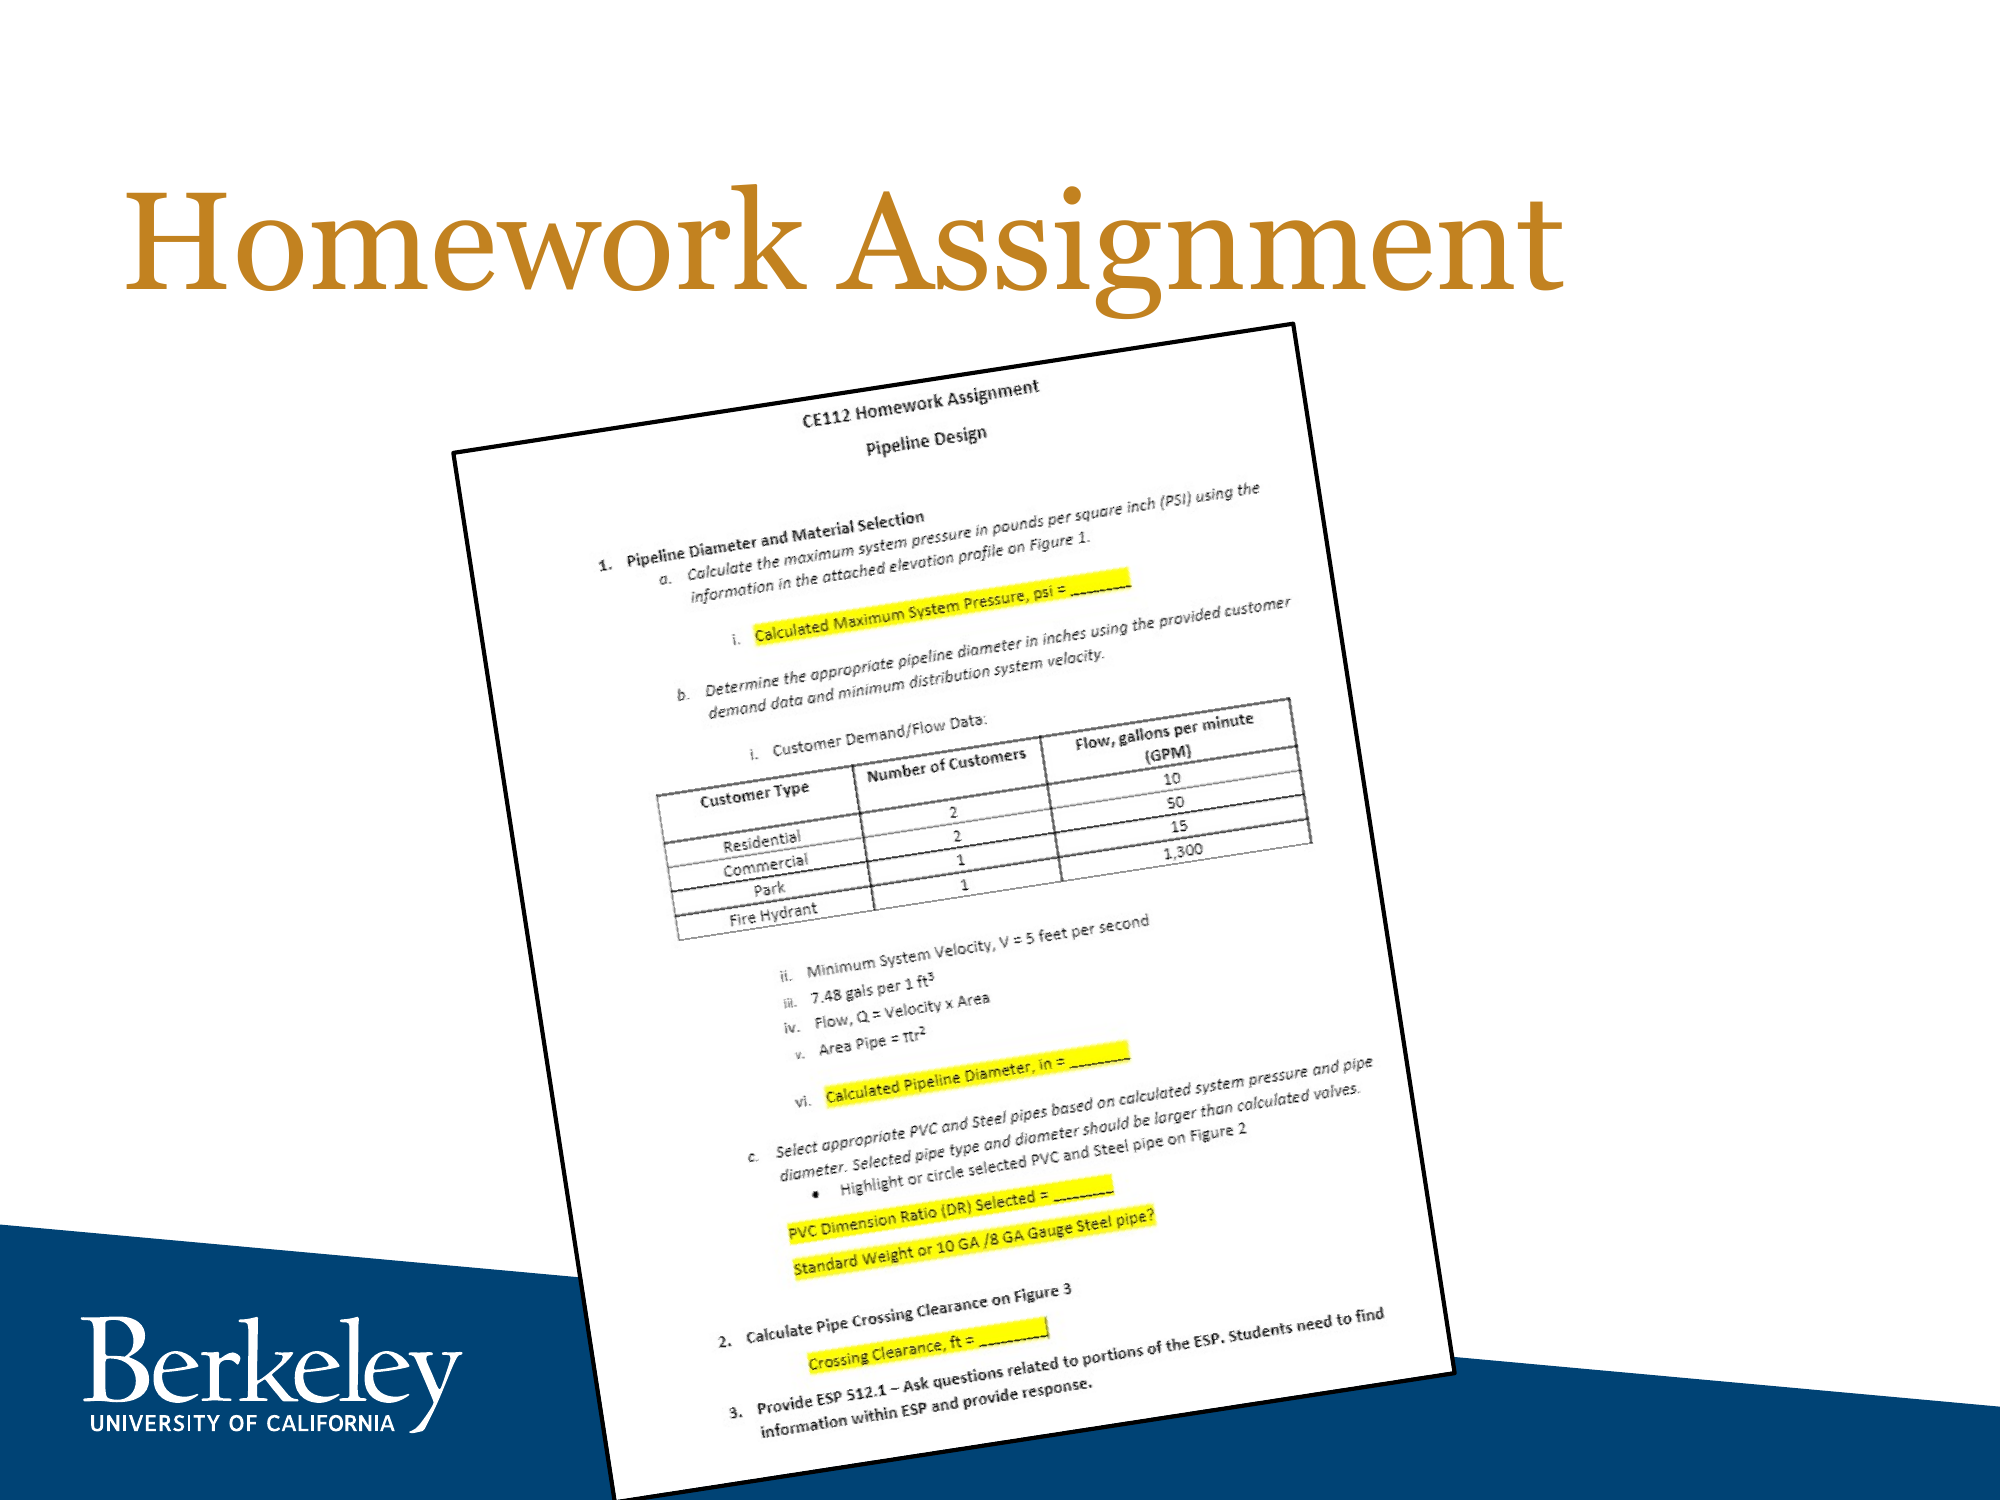 Homework Assignment
CE112 Homework Assignment
Pipeline Design
1. Pipeline Diameter and Material Selection
a. Calculate the maximum system pressure in pounds per square inch (PSI) using the
information in the attached elevation profile on Figure 1.
i. Calculated Maximum System Pressure, psi = ________
b. Determine the appropriate pipeline diameter in inches using the provided customer
demand data and minimum distribution system velocity.
i. Customer Demand/Flow Data:
Customer Type Number of Customers Flow, gallons per minute
(GPM)
Residential 2 10
Commercial 2 50
Park 1 15
Fire Hydrant 1 1,300
ii. Minimum System Velocity, V = 5 feet per second
iii. 7.48 gals per 1 ft³
iv. Flow, Q = Velocity x Area
v. Area Pipe = πr²
vi. Calculated Pipeline Diameter, in = ________
c. Select appropriate PVC and Steel pipes based on calculated system pressure and pipe
diameter. Selected pipe type and diameter should be larger than calculated valves.
• Highlight or circle selected PVC and Steel pipe on Figure 2
PVC Dimension Ratio (DR) Selected = ________
Standard Weight or 10 GA /8 GA Gauge Steel pipe?
2. Calculate Pipe Crossing Clearance on Figure 3
Crossing Clearance, ft = _________
3. Provide ESP 512.1 – Ask questions related to portions of the ESP. Students need to find
information within ESP and provide response.
Berkeley
UNIVERSITY OF CALIFORNIA